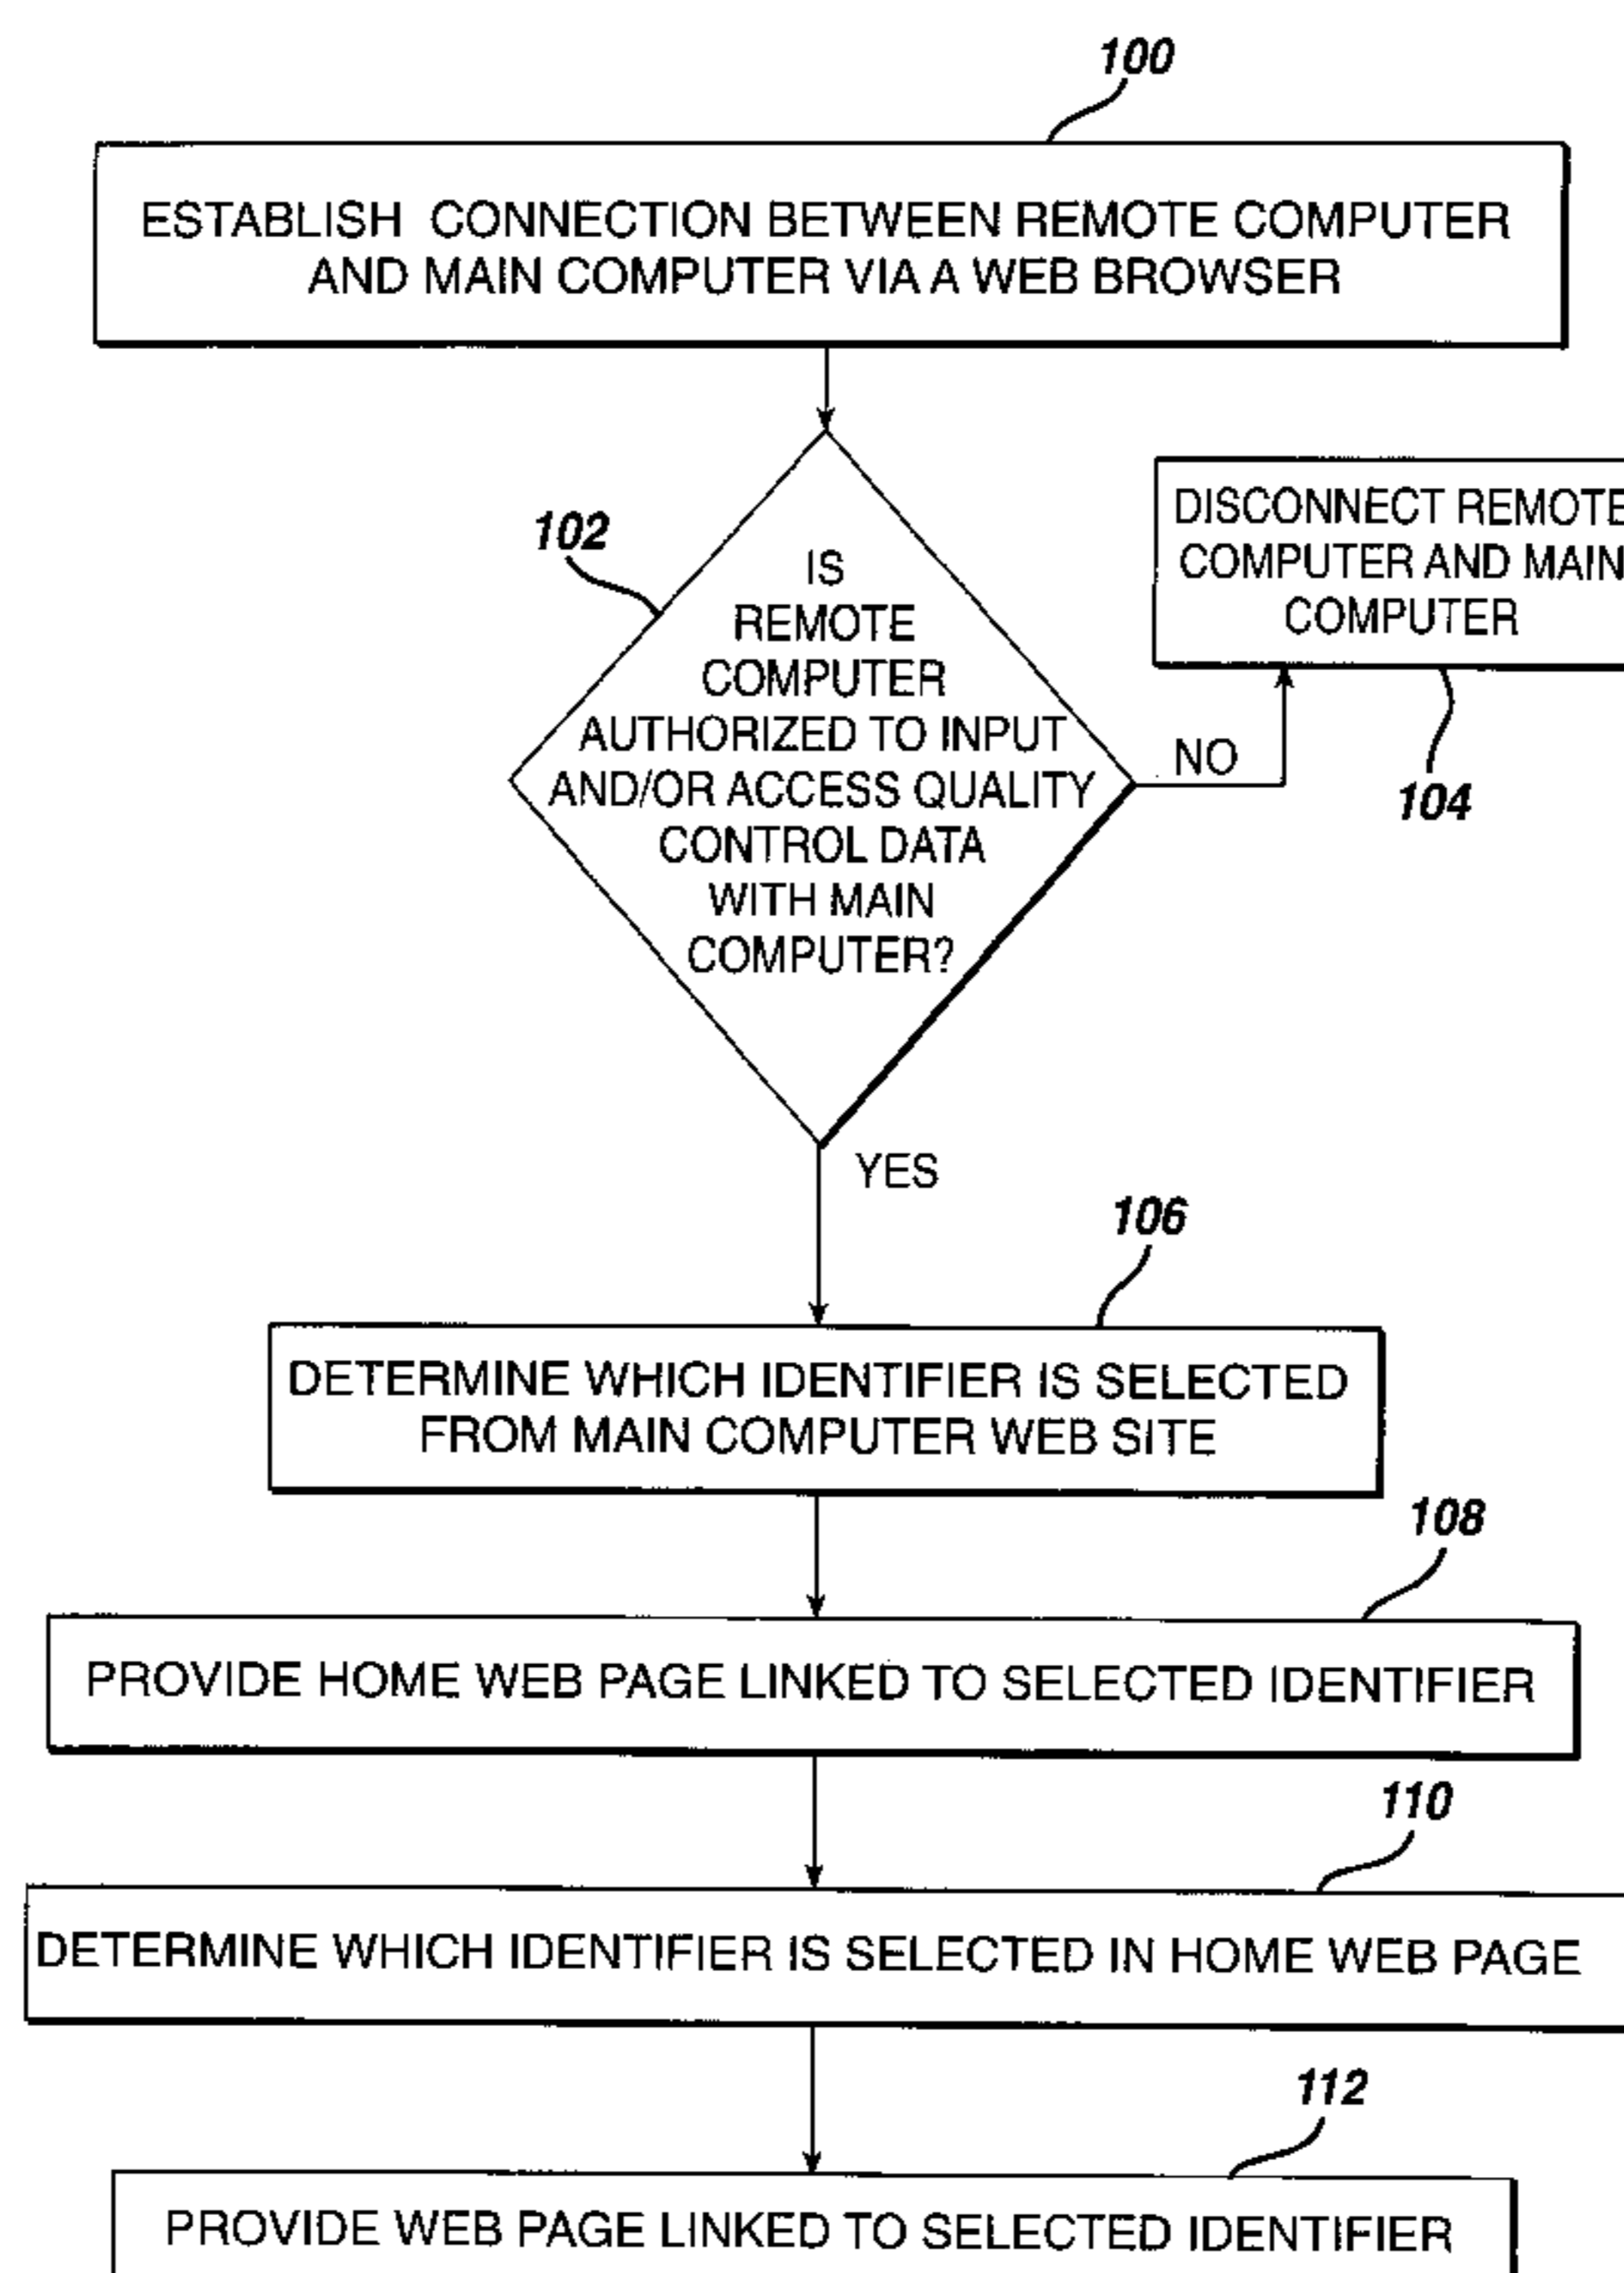 100
ESTABLISH CONNECTION BETWEEN REMOTE COMPUTER
AND MAIN COMPUTER VIA A WEB BROWSER
102
IS
REMOTE
COMPUTER
AUTHORIZED TO INPUT
AND/OR ACCESS QUALITY
CONTROL DATA
WITH MAIN
COMPUTER?
DISCONNECT REMOTE
COMPUTER AND MAIN
COMPUTER
NO
104
YES
106
DETERMINE WHICH IDENTIFIER IS SELECTED
FROM MAIN COMPUTER WEB SITE
108
PROVIDE HOME WEB PAGE LINKED TO SELECTED IDENTIFIER
110
DETERMINE WHICH IDENTIFIER IS SELECTED IN HOME WEB PAGE
112
PROVIDE WEB PAGE LINKED TO SELECTED IDENTIFIER